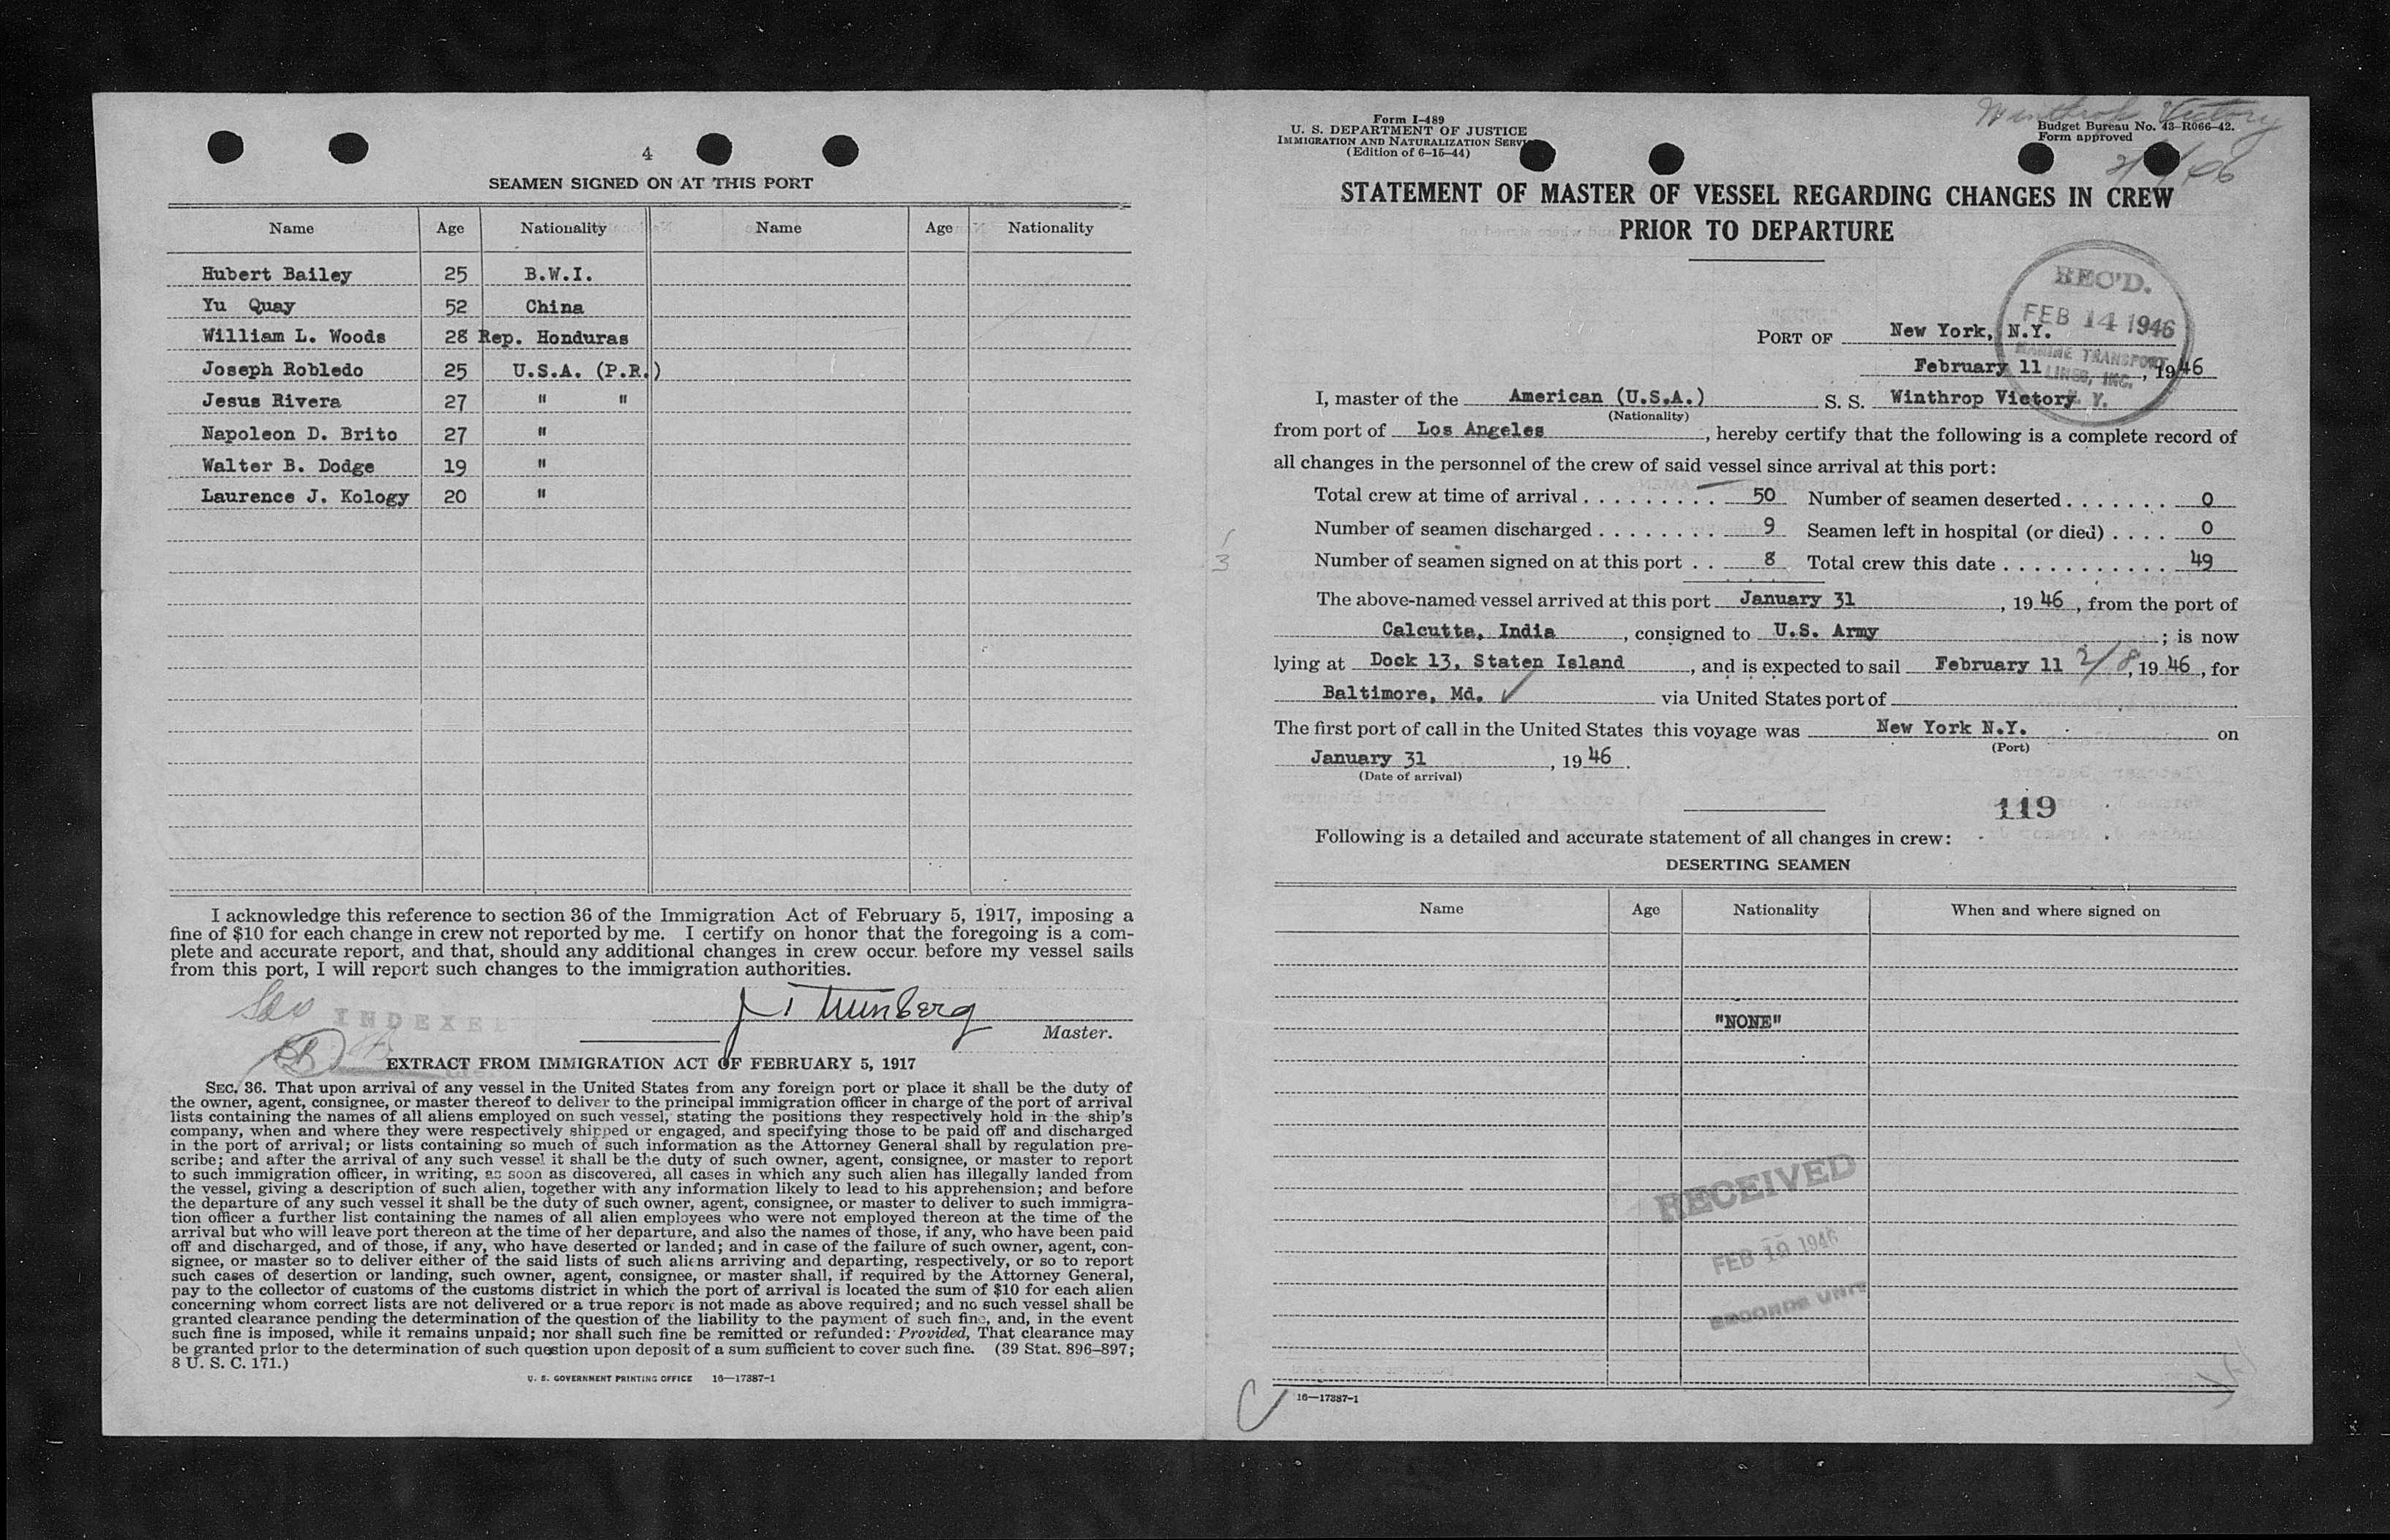 4
SEAMEN SIGNED ON AT THIS PORT
Name Age Nationality Name Age Nationality
Hubert Bailey 25 B.W.I.
Yu Quay 52 China
William L. Woods 28 Rep. Honduras
Joseph Robledo 25 U.S.A. (P.R.)
Jesus Rivera 27 " "
Napoleon D. Brito 27 "
Walter B. Dodge 19 "
Laurence J. Kology 20 "
I acknowledge this reference to section 36 of the Immigration Act of February 5, 1917, imposing a
fine of $10 for each change in crew not reported by me. I certify on honor that the foregoing is a com-
plete and accurate report, and that, should any additional changes in crew occur before my vessel sails
from this port, I will report such changes to the immigration authorities.
INDEXED
Master.
EXTRACT FROM IMMIGRATION ACT OF FEBRUARY 5, 1917
SEC. 36. That upon arrival of any vessel in the United States from any foreign port or place it shall be the duty of
the owner, agent, consignee, or master thereof to deliver to the principal immigration officer in charge of the port of arrival
lists containing the names of all aliens employed on such vessel, stating the positions they respectively hold in the ship's
company, when and where they were respectively shipped or engaged, and specifying those to be paid off and discharged
in the port of arrival; or lists containing so much of such information as the Attorney General shall by regulation pre-
scribe; and after the arrival of any such vessel it shall be the duty of such owner, agent, consignee, or master to report
to such immigration officer, in writing, as soon as discovered, all cases in which any such alien has illegally landed from
the vessel, giving a description of such alien, together with any information likely to lead to his apprehension; and before
the departure of any such vessel it shall be the duty of such owner, agent, consignee, or master to deliver to such immigra-
tion officer a further list containing the names of all alien employees who were not employed thereon at the time of the
arrival but who will leave port thereon at the time of her departure, and also the names of those, if any, who have been paid
off and discharged, and of those, if any, who have deserted or landed; and in case of the failure of such owner, agent, con-
signee, or master so to deliver either of the said lists of such aliens arriving and departing, respectively, or so to report
such cases of desertion or landing, such owner, agent, consignee, or master shall, if required by the Attorney General,
pay to the collector of customs of the customs district in which the port of arrival is located the sum of $10 for each alien
concerning whom correct lists are not delivered or a true report is not made as above required; and no such vessel shall be
granted clearance pending the determination of the question of the liability to the payment of such fine, and, in the event
such fine is imposed, while it remains unpaid; nor shall such fine be remitted or refunded: Provided, That clearance may
be granted prior to the determination of such question upon deposit of a sum sufficient to cover such fine. (39 Stat. 896–897;
8 U. S. C. 171.)
U. S. GOVERNMENT PRINTING OFFICE 16—17387-1
Winthrop Victory
Form I-489
U. S. DEPARTMENT OF JUSTICE
IMMIGRATION AND NATURALIZATION SERVI
(Edition of 6-15-44)
Budget Bureau No. 43-R066-42.
Form approved
STATEMENT OF MASTER OF VESSEL REGARDING CHANGES IN CREW
PRIOR TO DEPARTURE
REC'D.
FEB 14 1946
MARINE TRANSPORT
LINES, INC.
N. Y.
PORT OF New York, N.Y.
February 11, 1946
I, master of the American (U.S.A.) S. S. Winthrop Victory
(Nationality)
from port of Los Angeles, hereby certify that the following is a complete record of
all changes in the personnel of the crew of said vessel since arrival at this port:
Total crew at time of arrival . . . . . . . . . 50 Number of seamen deserted . . . . . . . 0
Number of seamen discharged . . . . . . . . 9 Seamen left in hospital (or died) . . . . 0
Number of seamen signed on at this port . . 8 Total crew this date . . . . . . . . . . . . 49
The above-named vessel arrived at this port January 31, 1946, from the port of
Calcutta, India, consigned to U.S. Army; is now
lying at Dock 13, Staten Island, and is expected to sail February 11 2/8, 1946, for
Baltimore, Md. ✓ via United States port of
The first port of call in the United States this voyage was New York N.Y. on
(Port)
January 31, 1946.
(Date of arrival)
119
Following is a detailed and accurate statement of all changes in crew:
DESERTING SEAMEN
Name Age Nationality When and where signed on
"NONE"
RECEIVED
FEB 19 1946
RECORDS UNIT
16—17387-1